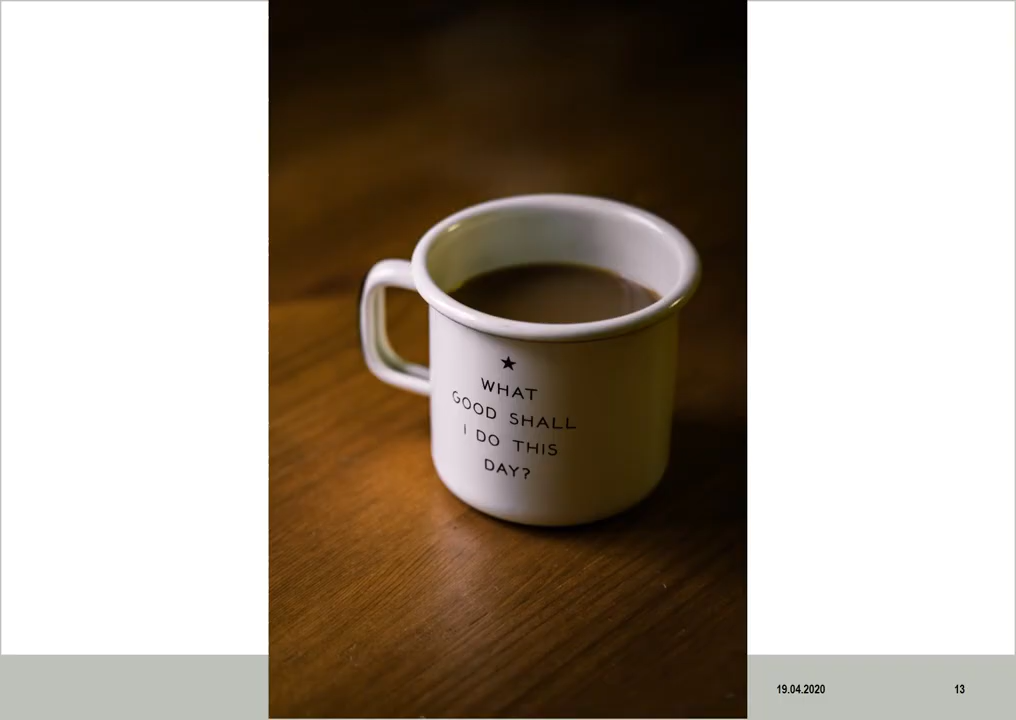 ★
WHAT
GOOD SHALL
I DO THIS
DAY?
19.04.2020
13